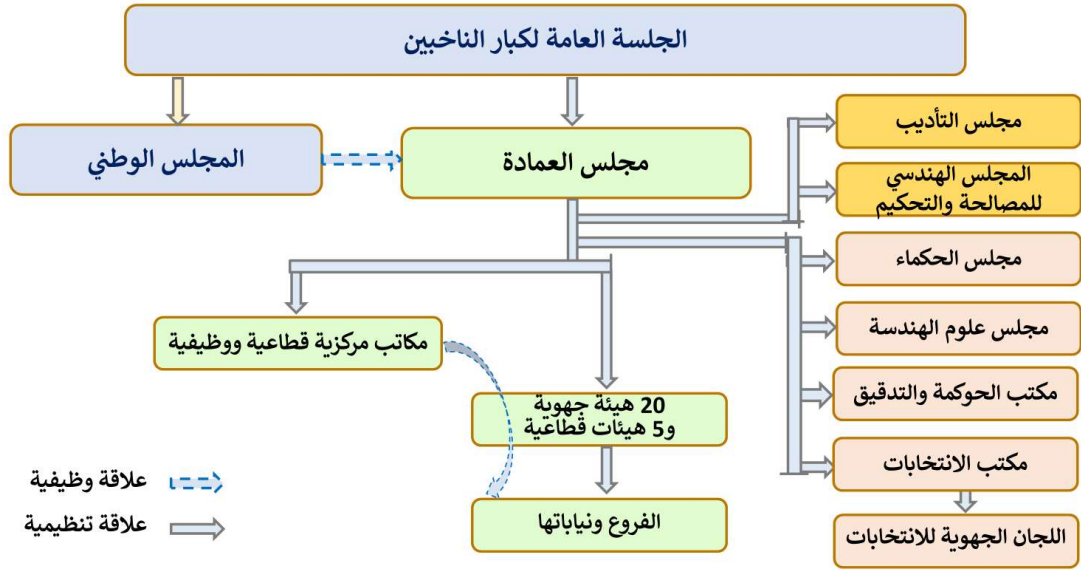 الجلسة العامة لكبار الناخبين
مجلس التأديب
المجلس الوطني
مجلس العمادة
المجلس الهندسي
للمصالحة والتحكيم
مجلس الحكماء
مجلس علوم الهندسة
مكاتب مركزية قطاعية ووظيفية
مكتب الحوكمة والتدقيق
20 هيئة جهوية
و5 هيئات قطاعية
مكتب الانتخابات
علاقة وظيفية
الفروع ونياباتها
علاقة تنظيمية
اللجان الجهوية للانتخابات